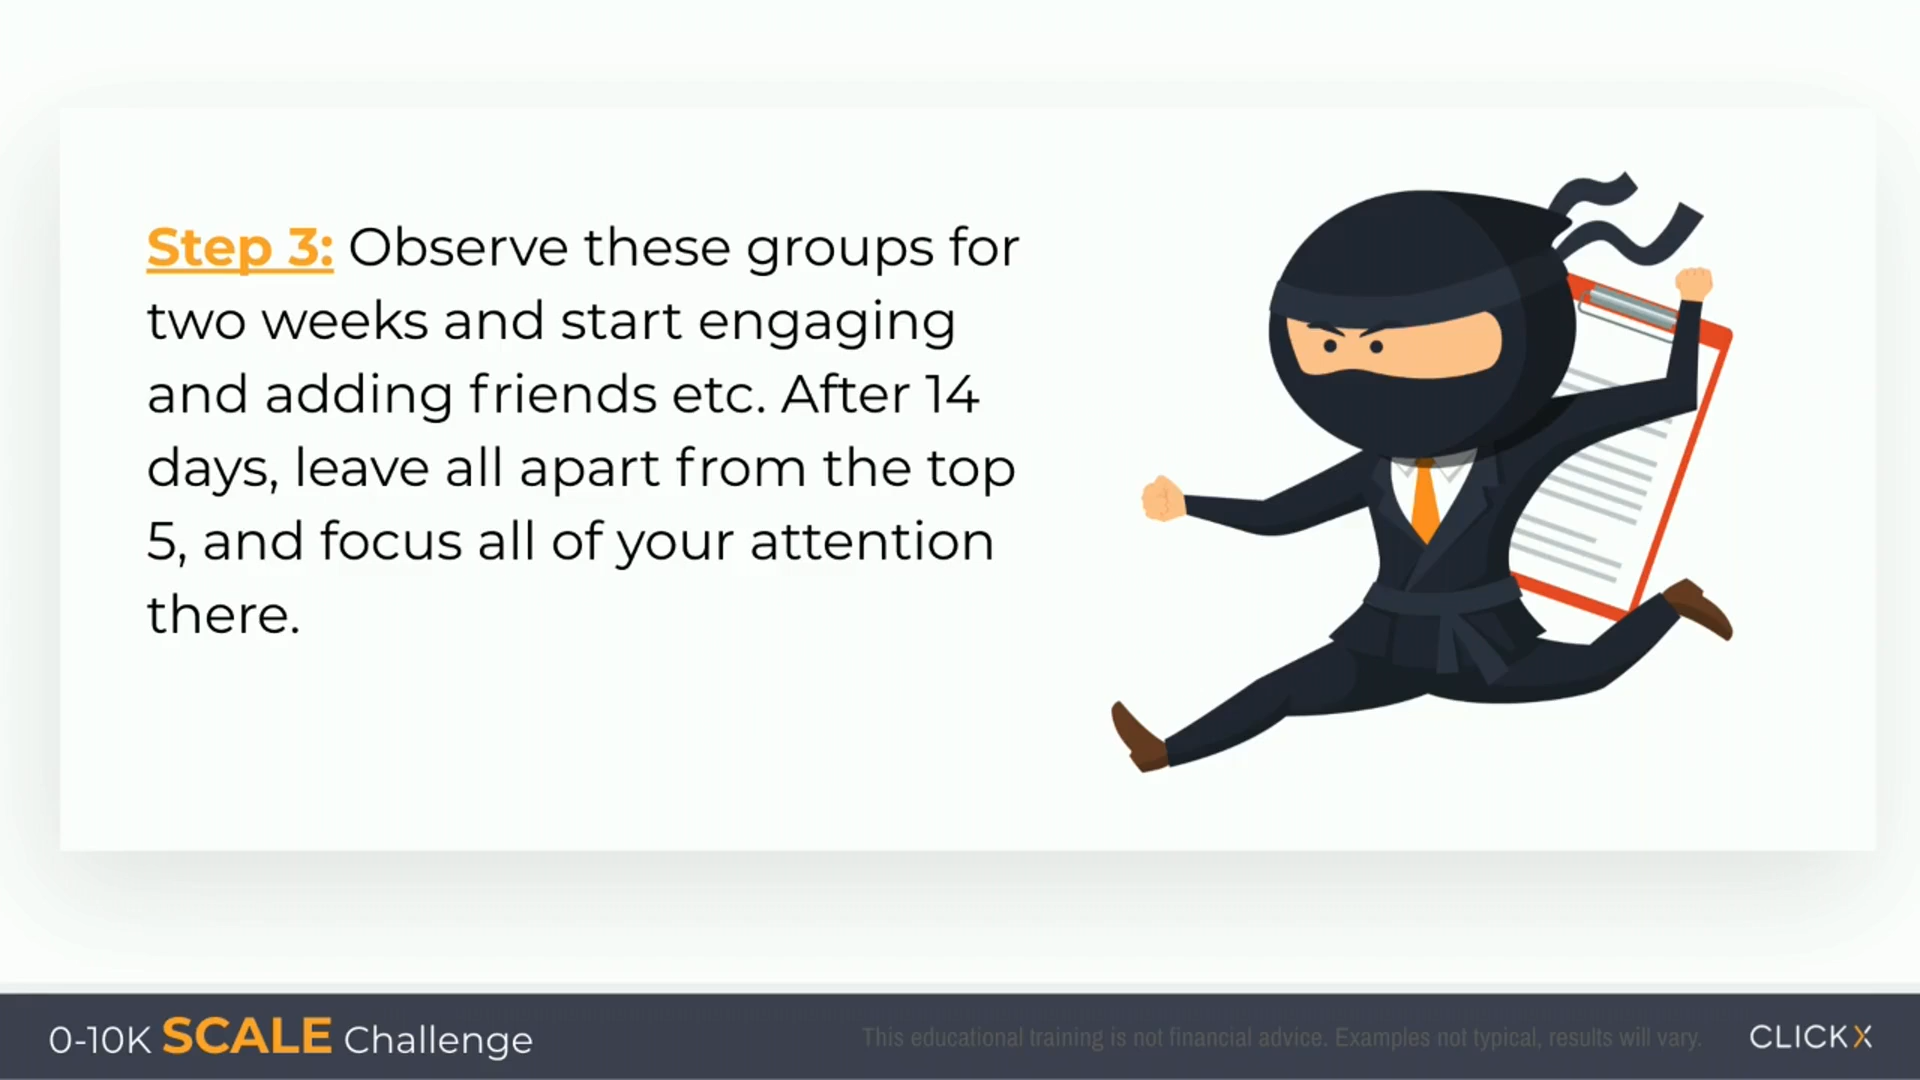 Step 3: Observe these groups for
two weeks and start engaging
and adding friends etc. After 14
days, leave all apart from the top
5, and focus all of your attention
there.
0-10K SCALE Challenge
This educational training is not financial advice. Examples not typical, results will vary.
CLICKX